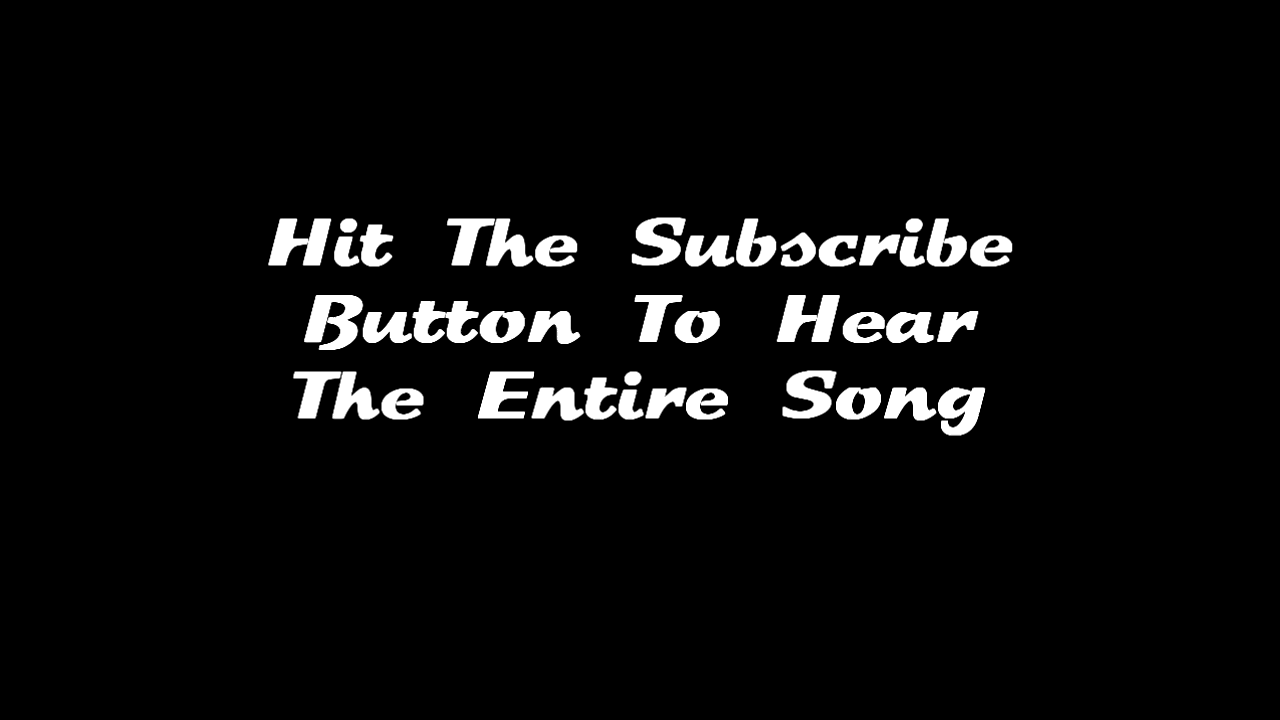 Hit The Subscribe
Button To Hear
The Entire Song